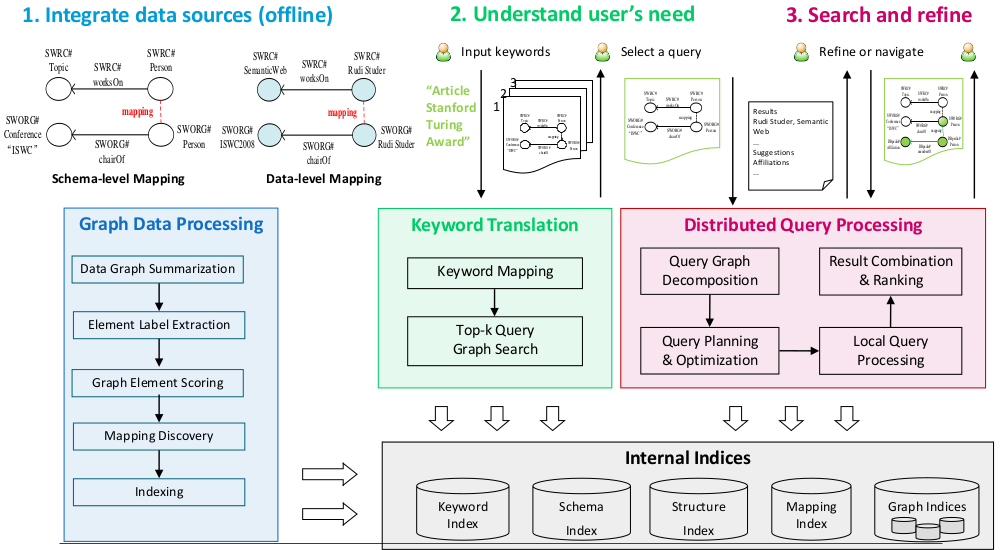 1. Integrate data sources (offline)
2. Understand user's need
3. Search and refine
SWRC#
Topic
SWRC#
worksOn
SWRC#
Person
mapping
SWORG#
Conference
"ISWC"
SWORG#
chairOf
SWORG#
Person
Schema-level Mapping
SWRC#
SemanticWeb
SWRC#
worksOn
SWRC#
Rudi Studer
mapping
SWORG#
ISWC2008
SWORG#
chairOf
SWORG#
Rudi Studer
Data-level Mapping
Input keywords
Select a query
Refine or navigate
"Article
Stanford
Turing
Award"
3
2
1
Results
Rudi Studer, Semantic
Web
...
Suggestions
Affiliations
...
Graph Data Processing
Data Graph Summarization
Element Label Extraction
Graph Element Scoring
Mapping Discovery
Indexing
Keyword Translation
Keyword Mapping
Top-k Query
Graph Search
Distributed Query Processing
Query Graph
Decomposition
Result Combination
& Ranking
Query Planning
& Optimization
Local Query
Processing
Internal Indices
Keyword
Index
Schema
Index
Structure
Index
Mapping
Index
Graph Indices